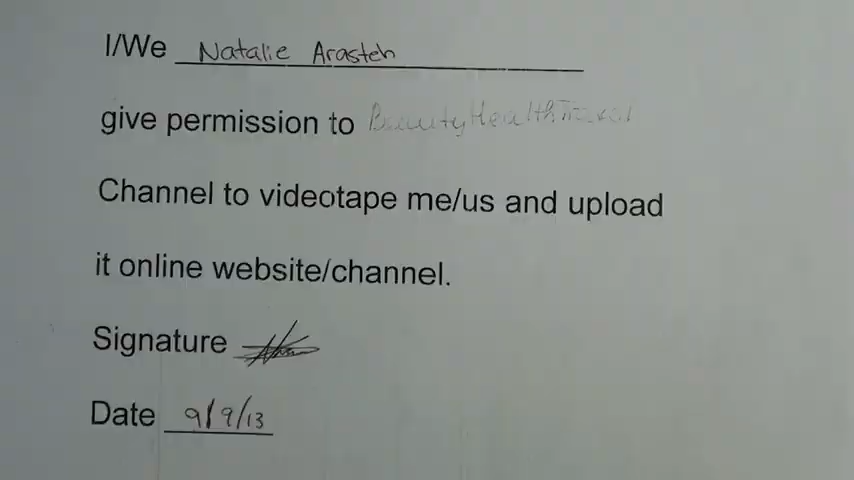 I/We Natalie Arasteh
give permission to BeautyHealthTravel
Channel to videotape me/us and upload
it online website/channel.
Signature
Date 9/9/13